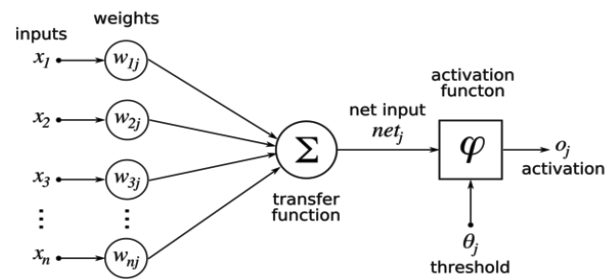 inputs
weights
x1
w1j
x2
w2j
x3
w3j
⋮
⋮
xn
wnj
Σ
transfer
function
net input
netj
activation
functon
φ
oj
activation
θj
threshold